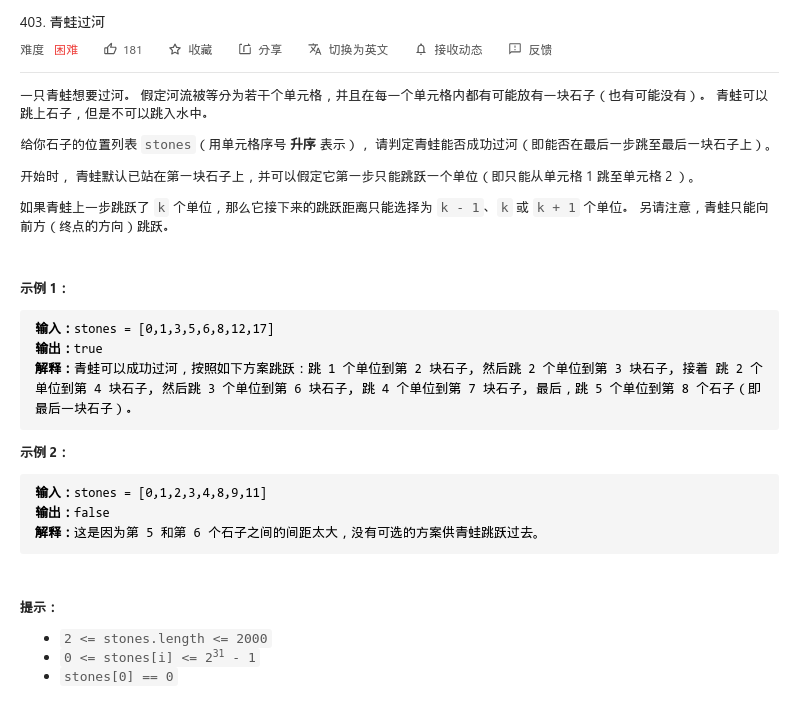 403. 青蛙过河
难度 困难 181 收藏 分享 切换为英文 接收动态 反馈
一只青蛙想要过河。 假定河流被等分为若干个单元格，并且在每一个单元格内都有可能放有一块石子（也有可能没有）。 青蛙可以
跳上石子，但是不可以跳入水中。
给你石子的位置列表 stones（用单元格序号 升序 表示）， 请判定青蛙能否成功过河（即能否在最后一步跳至最后一块石子上）。
开始时， 青蛙默认已站在第一块石子上，并可以假定它第一步只能跳跃一个单位（即只能从单元格 1 跳至单元格 2 ）。
如果青蛙上一步跳跃了 k 个单位，那么它接下来的跳跃距离只能选择为 k - 1、k 或 k + 1 个单位。 另请注意，青蛙只能向
前方（终点的方向）跳跃。
示例 1：
输入：stones = [0,1,3,5,6,8,12,17]
输出：true
解释：青蛙可以成功过河，按照如下方案跳跃：跳 1 个单位到第 2 块石子, 然后跳 2 个单位到第 3 块石子, 接着 跳 2 个
单位到第 4 块石子, 然后跳 3 个单位到第 6 块石子, 跳 4 个单位到第 7 块石子, 最后，跳 5 个单位到第 8 个石子（即
最后一块石子）。
示例 2：
输入：stones = [0,1,2,3,4,8,9,11]
输出：false
解释：这是因为第 5 和第 6 个石子之间的间距太大，没有可选的方案供青蛙跳跃过去。
提示：
2 <= stones.length <= 2000
0 <= stones[i] <= 2³¹ - 1
stones[0] == 0